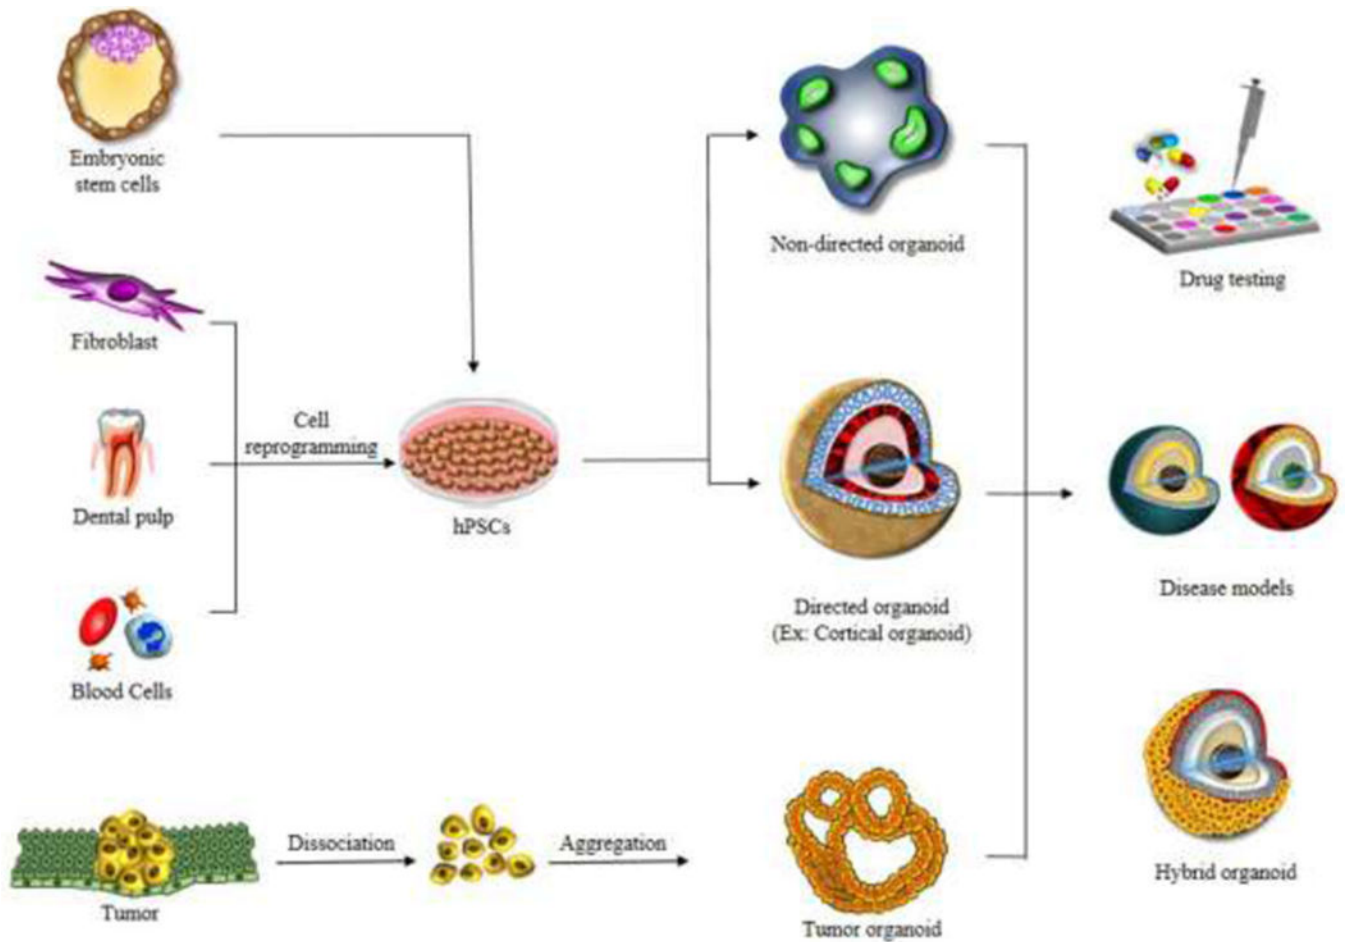 Embryonic
stem cells
Fibroblast
Dental pulp
Blood Cells
Cell
reprogramming
hPSCs
Non-directed organoid
Directed organoid
(Ex: Cortical organoid)
Drug testing
Disease models
Hybrid organoid
Tumor
Dissociation
Aggregation
Tumor organoid